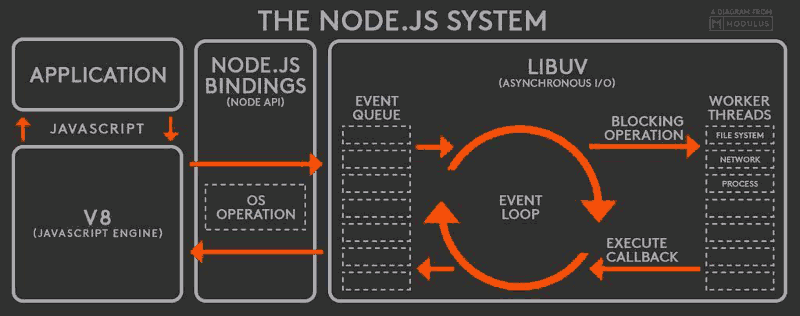 THE NODE.JS SYSTEM
A DIAGRAM FROM
MODULUS
APPLICATION
JAVASCRIPT
V8
(JAVASCRIPT ENGINE)
NODE.JS
BINDINGS
(NODE API)
OS
OPERATION
LIBUV
(ASYNCHRONOUS I/O)
EVENT
QUEUE
EVENT
LOOP
BLOCKING
OPERATION
EXECUTE
CALLBACK
WORKER
THREADS
FILE SYSTEM
NETWORK
PROCESS